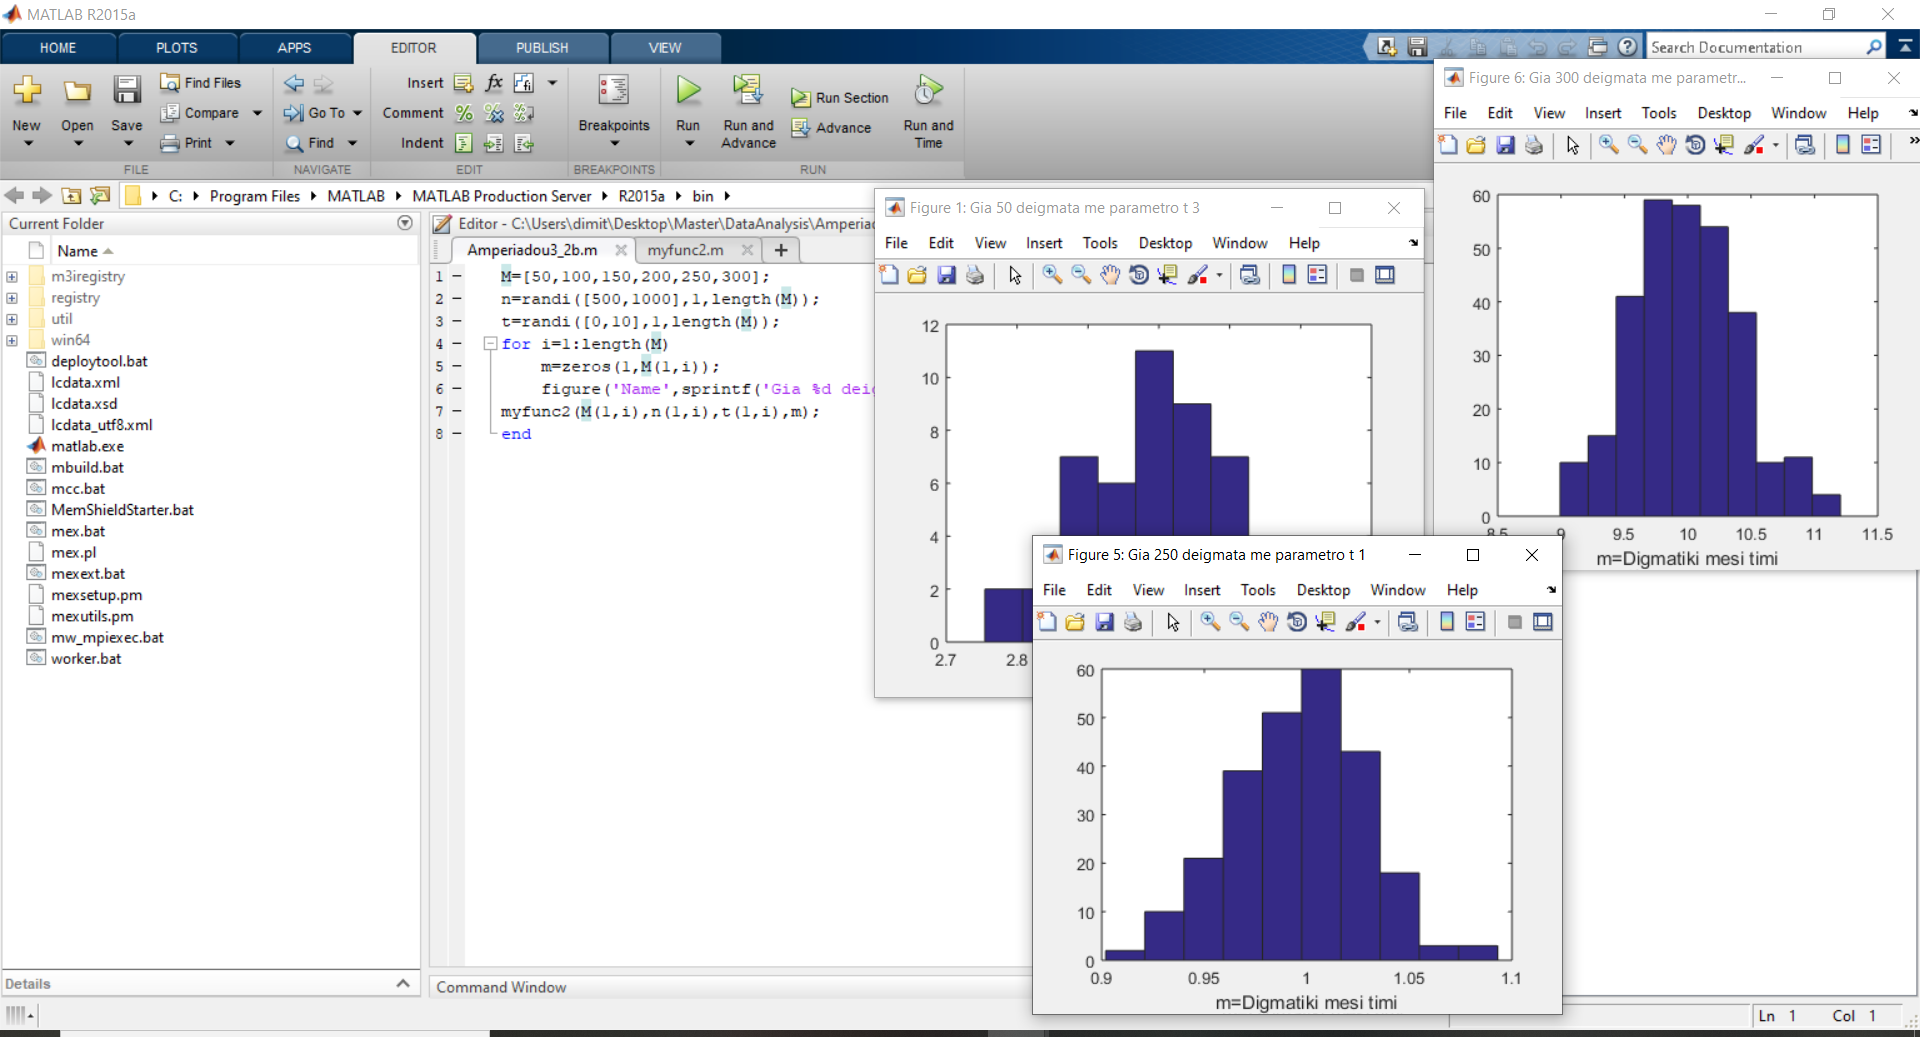 MATLAB R2015a
HOME PLOTS APPS EDITOR PUBLISH VIEW
Search Documentation
New Open Save
Find Files
Compare
Print
FILE
Go To
Find
NAVIGATE
Insert fx
Comment
Indent
EDIT
Breakpoints
BREAKPOINTS
Run
Run and Advance
Run Section
Advance
Run and Time
RUN
C: Program Files MATLAB MATLAB Production Server R2015a bin
Current Folder
Name
m3iregistry
registry
util
win64
deploytool.bat
lcdata.xml
lcdata.xsd
lcdata_utf8.xml
matlab.exe
mbuild.bat
mcc.bat
MemShieldStarter.bat
mex.bat
mex.pl
mexext.bat
mexsetup.pm
mexutils.pm
mw_mpiexec.bat
worker.bat
Details
Editor - C:\Users\dimit\Desktop\Master\DataAnalysis\Amperiadou
Amperiadou3_2b.m myfunc2.m +
1 – M=[50,100,150,200,250,300];
2 – n=randi([500,1000],1,length(M));
3 – t=randi([0,10],1,length(M));
4 – for i=1:length(M)
5 – m=zeros(1,M(1,i));
6 – figure('Name',sprintf('Gia %d deig
7 – myfunc2(M(1,i),n(1,i),t(1,i),m);
8 – end
Command Window
Figure 1: Gia 50 deigmata me parametro t 3
File Edit View Insert Tools Desktop Window Help
12
10
8
6
4
2
0
2.7 2.8
Figure 6: Gia 300 deigmata me parametr...
File Edit View Insert Tools Desktop Window Help
60
50
40
30
20
10
0
8.5 9 9.5 10 10.5 11 11.5
m=Digmatiki mesi timi
Figure 5: Gia 250 deigmata me parametro t 1
File Edit View Insert Tools Desktop Window Help
60
50
40
30
20
10
0
0.9 0.95 1 1.05 1.1
m=Digmatiki mesi timi
Ln 1 Col 1